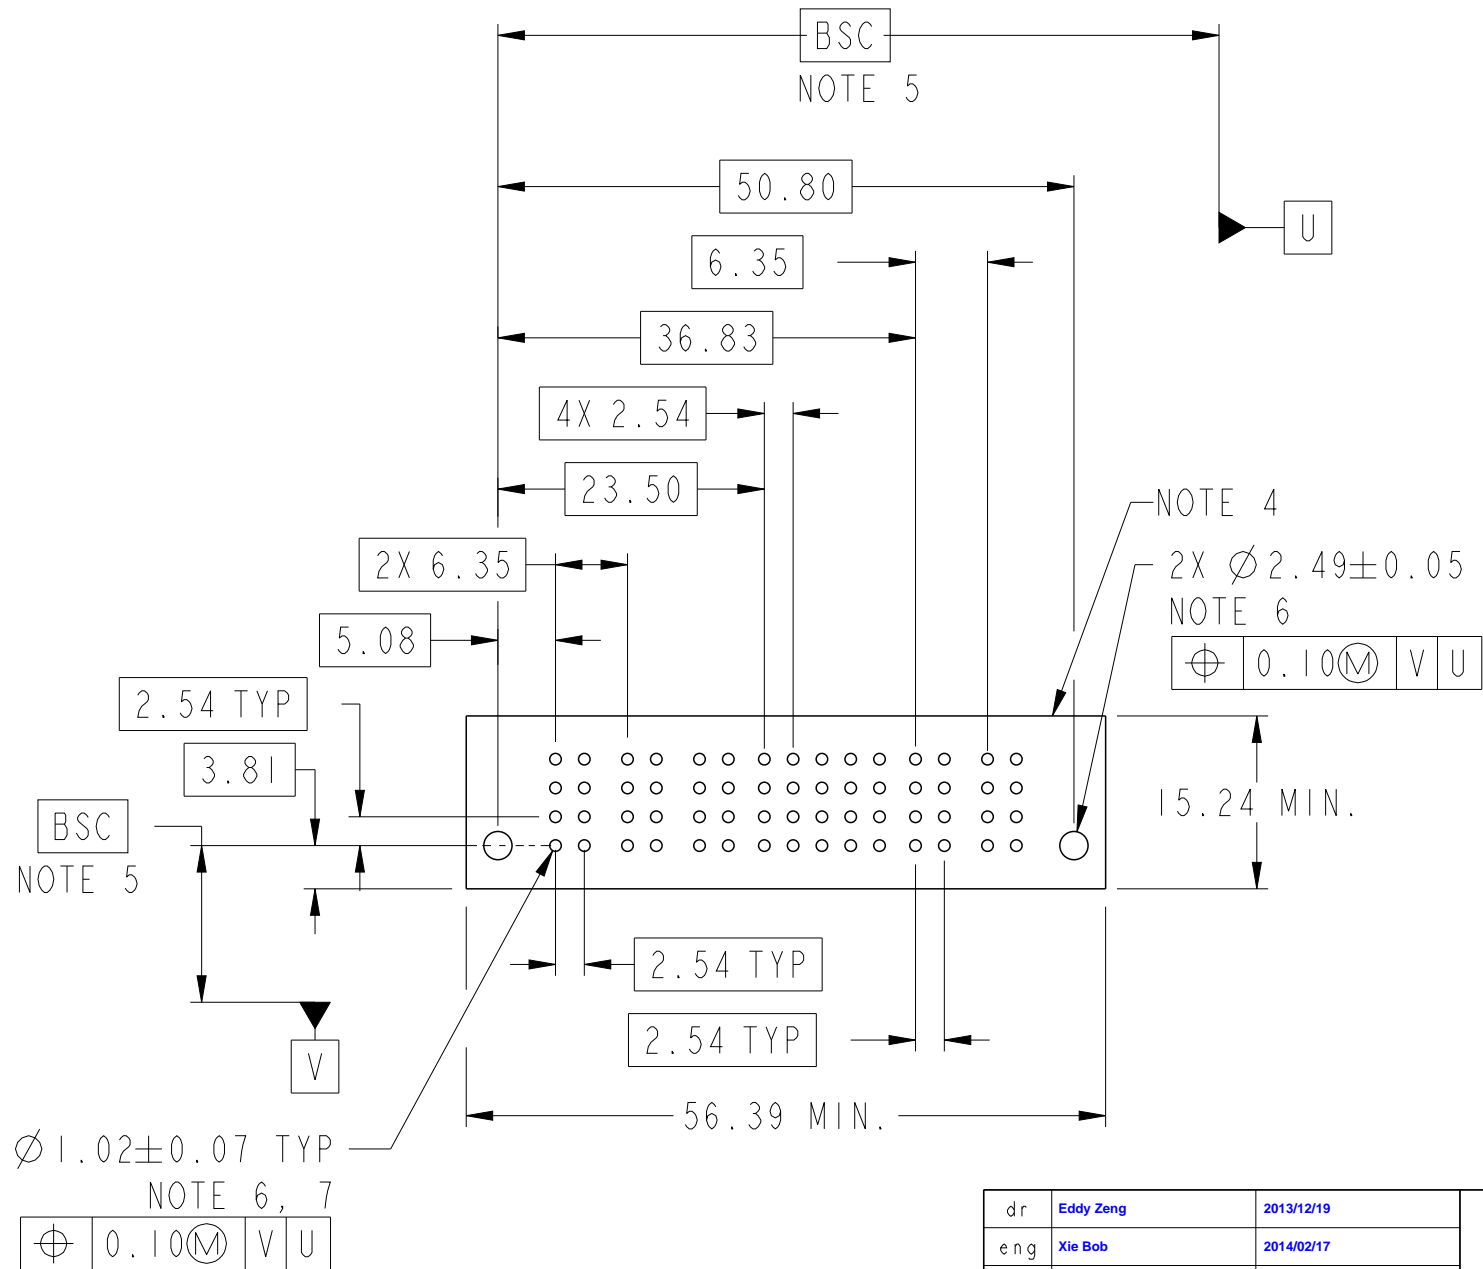 BSC
NOTE 5
50.80
U
6.35
36.83
4X 2.54
23.50
NOTE 4
2X 6.35
2X Ø2.49±0.05
NOTE 6
⌖ 0.10Ⓜ V U
5.08
2.54 TYP
3.81
BSC
NOTE 5
15.24 MIN.
2.54 TYP
2.54 TYP
V
56.39 MIN.
Ø1.02±0.07 TYP
NOTE 6, 7
⌖ 0.10Ⓜ V U
dr Eddy Zeng 2013/12/19
eng Xie Bob 2014/02/17